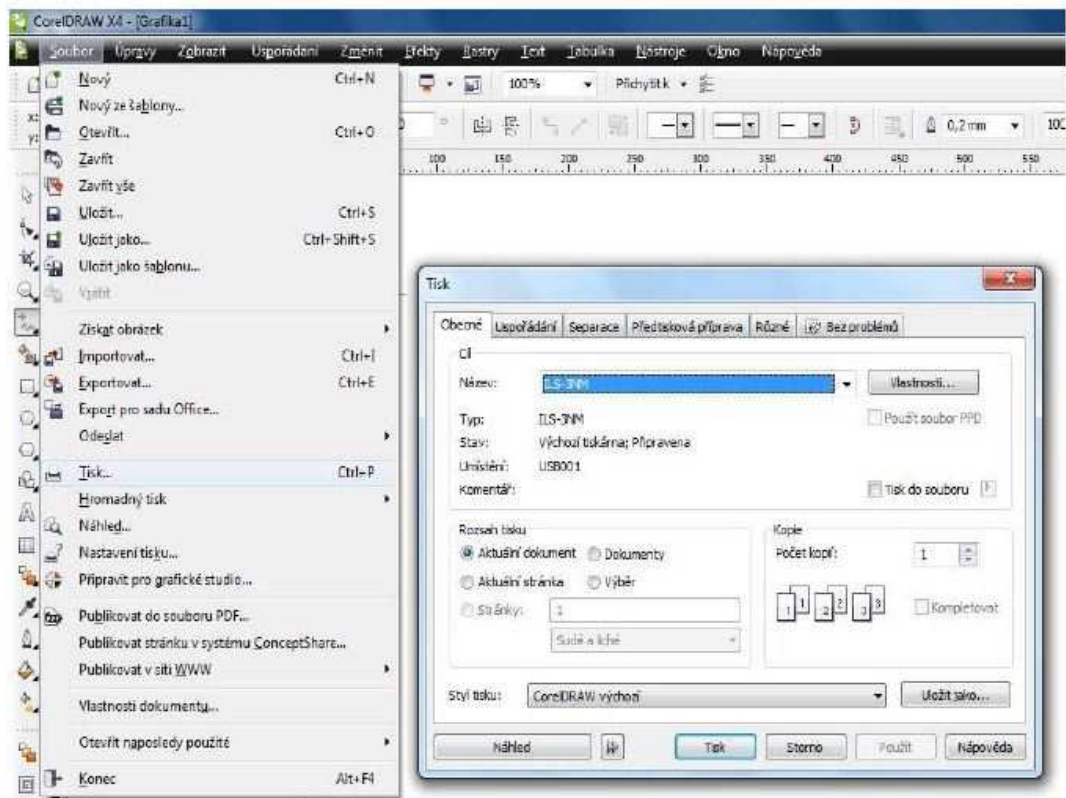 CorelDRAW X4 - [Grafika1]
Soubor Úpravy Zobrazit Uspořádání Změnit Efekty Rastry Text Tabulka Nástroje Okno Nápověda
Nový Ctrl+N
Nový ze šablony...
Otevřít... Ctrl+O
Zavřít
Zavřít vše
Uložit... Ctrl+S
Uložit jako... Ctrl+Shift+S
Uložit jako šablonu...
Vrátit
Získat obrázek
Importovat... Ctrl+I
Exportovat... Ctrl+E
Export pro sadu Office...
Odeslat
Tisk... Ctrl+P
Hromadný tisk
Náhled...
Nastavení tisku...
Připravit pro grafické studio...
Publikovat do souboru PDF...
Publikovat stránku v systému ConceptShare...
Publikovat v síti WWW
Vlastnosti dokumentu...
Otevřít naposledy použité
Konec Alt+F4
x:
y:
100% Přichytit k
0,2 mm 100
100 150 200 250 300 350 400 450 500 550
Tisk
Obecné Uspořádání Separace Předtisková příprava Různé Bez problémů
Cíl
Název: ILS-3NM Vlastnosti...
Typ: ILS-3NM Použít soubor PPD
Stav: Výchozí tiskárna; Připravena
Umístění: USB001
Komentář: Tisk do souboru
Rozsah tisku
Aktuální dokument Dokumenty
Aktuální stránka Výběr
Stránky: 1
Sudé a liché
Kopie
Počet kopií: 1
1 1 2 2 3 3 Kompletovat
Styl tisku: CorelDRAW výchozí Uložit jako...
Náhled Tisk Storno Použít Nápověda